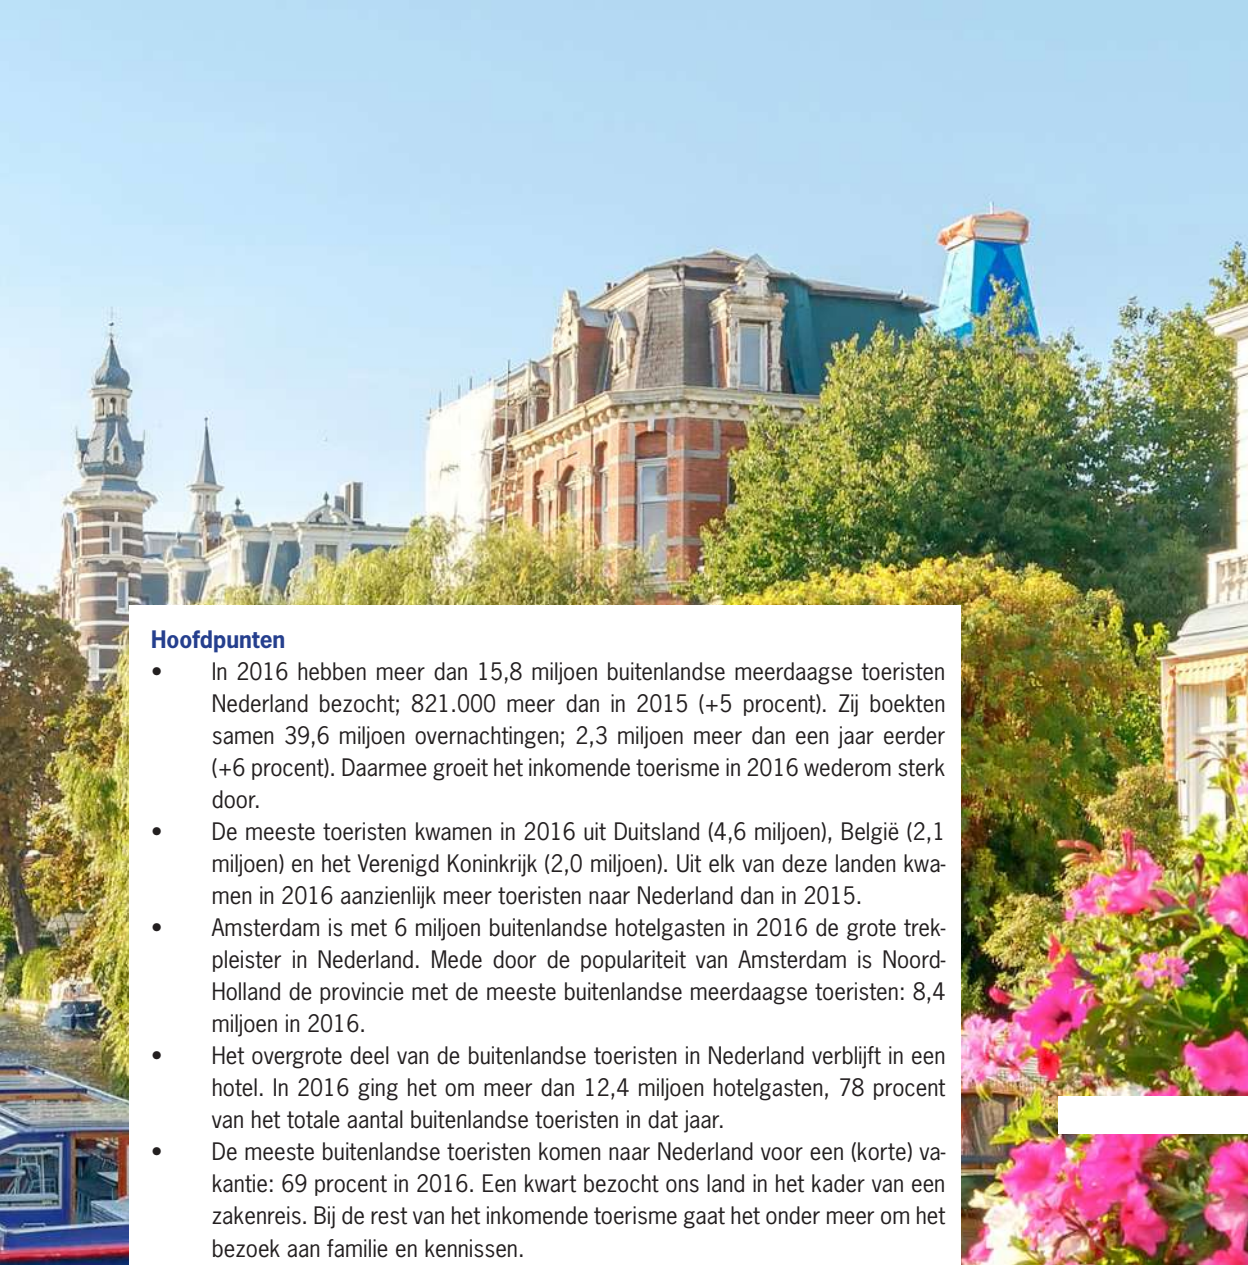 Hoofdpunten
• In 2016 hebben meer dan 15,8 miljoen buitenlandse meerdaagse toeristen
Nederland bezocht; 821.000 meer dan in 2015 (+5 procent). Zij boekten
samen 39,6 miljoen overnachtingen; 2,3 miljoen meer dan een jaar eerder
(+6 procent). Daarmee groeit het inkomende toerisme in 2016 wederom sterk
door.
• De meeste toeristen kwamen in 2016 uit Duitsland (4,6 miljoen), België (2,1
miljoen) en het Verenigd Koninkrijk (2,0 miljoen). Uit elk van deze landen kwa-
men in 2016 aanzienlijk meer toeristen naar Nederland dan in 2015.
• Amsterdam is met 6 miljoen buitenlandse hotelgasten in 2016 de grote trek-
pleister in Nederland. Mede door de populariteit van Amsterdam is Noord-
Holland de provincie met de meeste buitenlandse meerdaagse toeristen: 8,4
miljoen in 2016.
• Het overgrote deel van de buitenlandse toeristen in Nederland verblijft in een
hotel. In 2016 ging het om meer dan 12,4 miljoen hotelgasten, 78 procent
van het totale aantal buitenlandse toeristen in dat jaar.
• De meeste buitenlandse toeristen komen naar Nederland voor een (korte) va-
kantie: 69 procent in 2016. Een kwart bezocht ons land in het kader van een
zakenreis. Bij de rest van het inkomende toerisme gaat het onder meer om het
bezoek aan familie en kennissen.